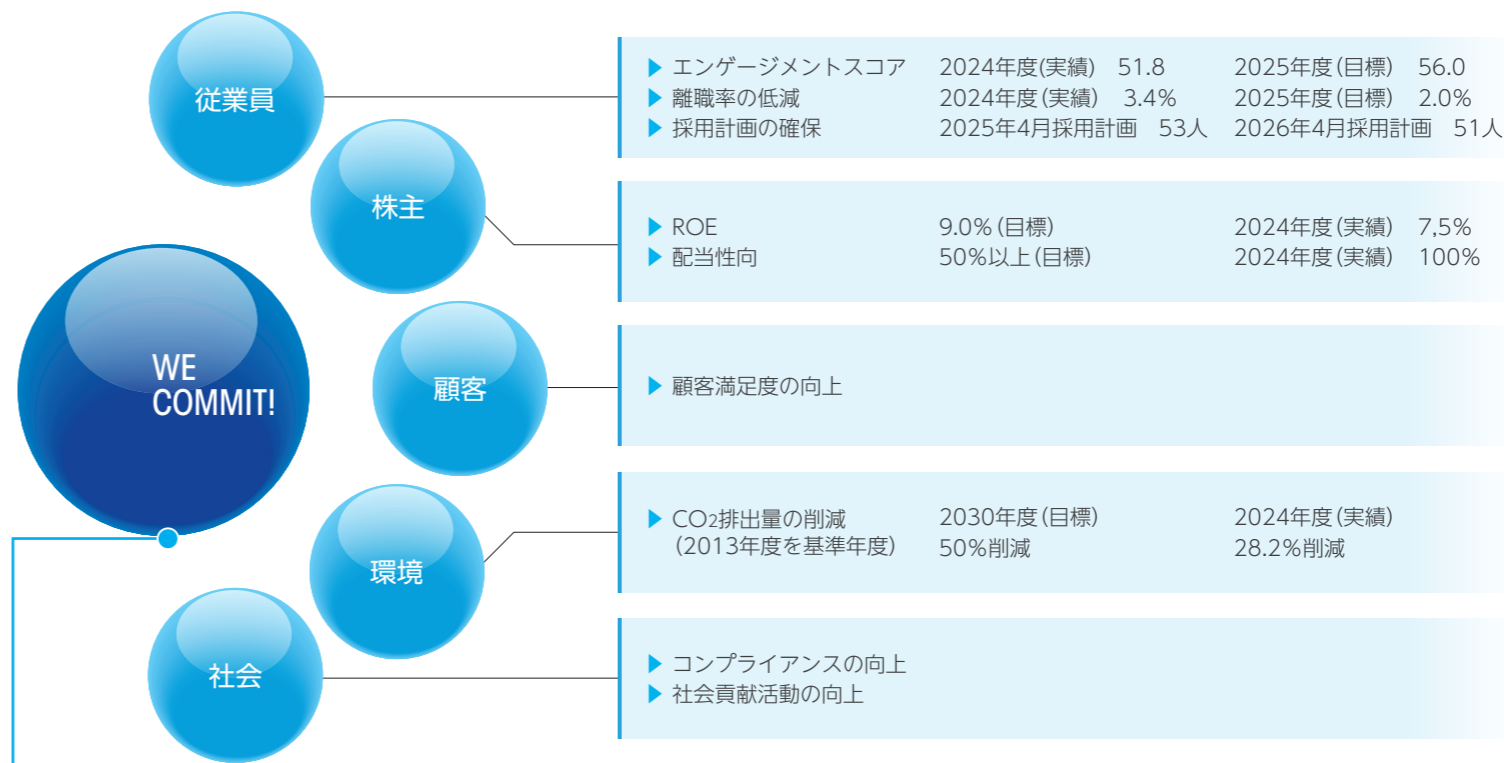 WE
COMMIT!
従業員
▶ エンゲージメントスコア 2024年度(実績) 51.8 2025年度(目標) 56.0
▶ 離職率の低減 2024年度(実績) 3.4% 2025年度(目標) 2.0%
▶ 採用計画の確保 2025年4月採用計画 53人 2026年4月採用計画 51人
株主
▶ ROE 9.0%(目標) 2024年度(実績) 7,5%
▶ 配当性向 50%以上(目標) 2024年度(実績) 100%
顧客
▶ 顧客満足度の向上
環境
▶ CO2排出量の削減 2030年度(目標) 2024年度(実績)
(2013年度を基準年度) 50%削減 28.2%削減
社会
▶ コンプライアンスの向上
▶ 社会貢献活動の向上